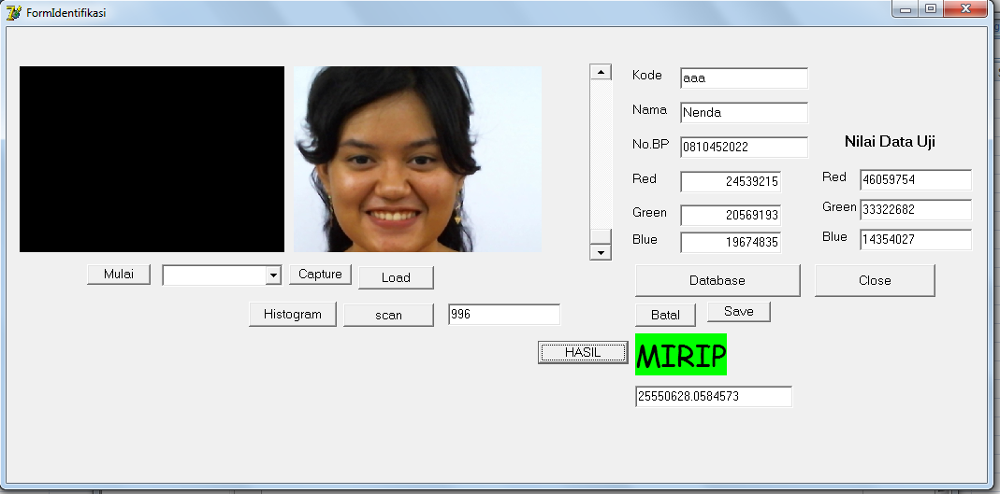 FormIdentifikasi
Kode aaa
Nama Nenda
No.BP 0810452022
Nilai Data Uji
Red 24539215
Red 46059754
Green 20569193
Green 33322682
Blue 19674835
Blue 14354027
Mulai Capture Load
Database Close
Histogram scan 996
Batal Save
HASIL MIRIP
25550628.0584573